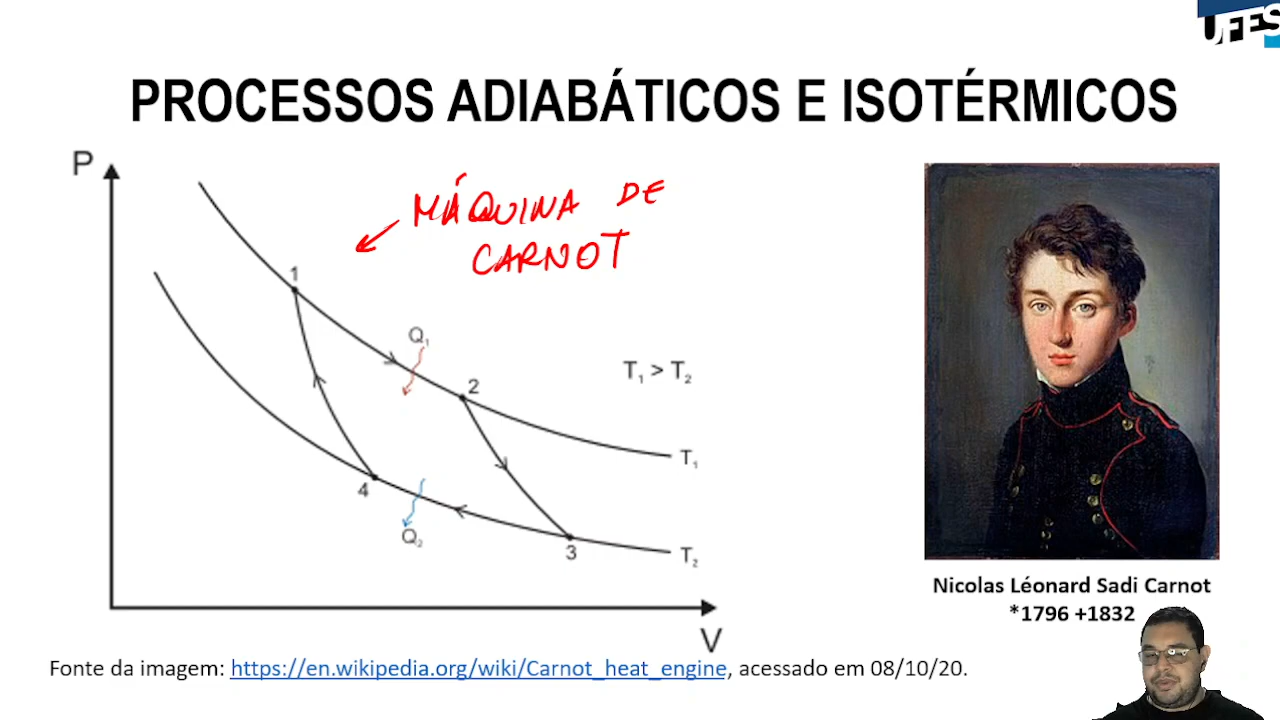 UFES
PROCESSOS ADIABÁTICOS E ISOTÉRMICOS
P
MÁQUINA DE
CARNOT
1
Q₁
2
T₁ > T₂
T₁
4
Q₂
3
T₂
V
Nicolas Léonard Sadi Carnot
*1796 +1832
Fonte da imagem: https://en.wikipedia.org/wiki/Carnot_heat_engine, acessado em 08/10/20.